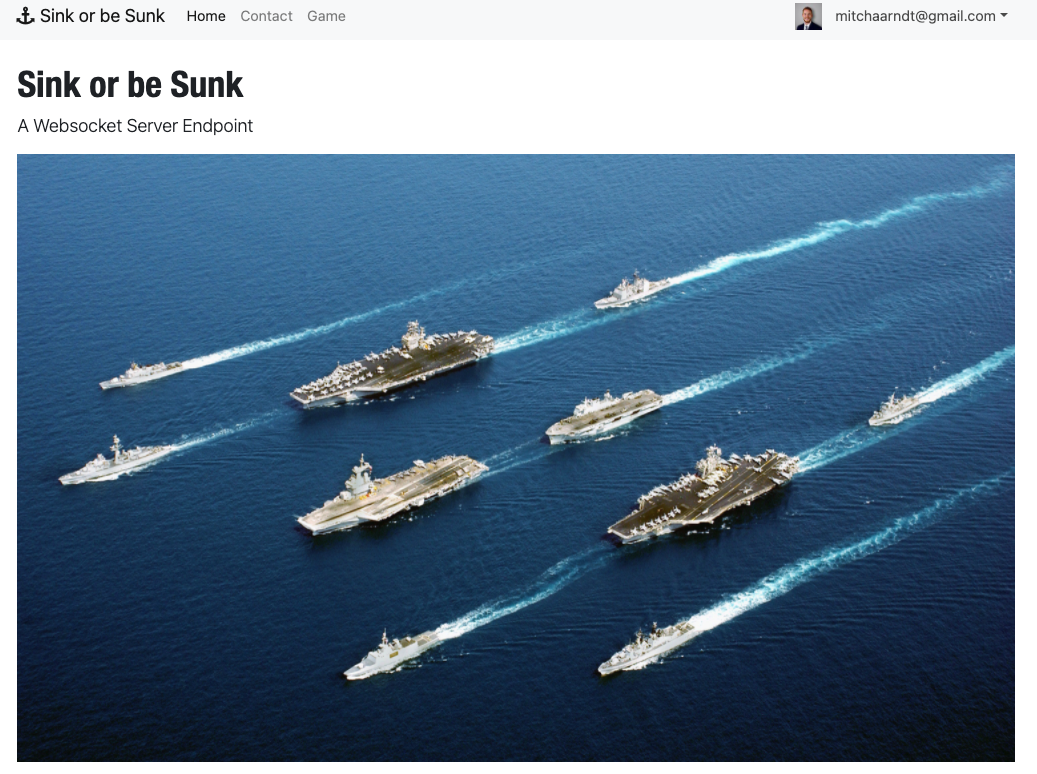 Sink or be Sunk Home Contact Game mitchaarndt@gmail.com
Sink or be Sunk
A Websocket Server Endpoint